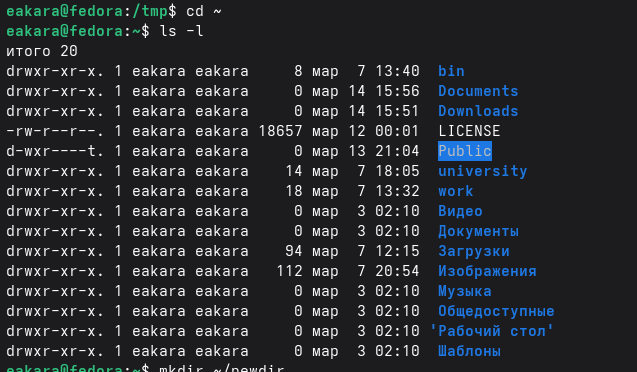 eakara@fedora:/tmp$ cd ~
eakara@fedora:~$ ls -l
итого 20
drwxr-xr-x. 1 eakara eakara     8 мар  7 13:40  bin
drwxr-xr-x. 1 eakara eakara     0 мар 14 15:56  Documents
drwxr-xr-x. 1 eakara eakara     0 мар 14 15:51  Downloads
-rw-r--r--. 1 eakara eakara 18657 мар 12 00:01  LICENSE
d-wxr----t. 1 eakara eakara     0 мар 13 21:04  Public
drwxr-xr-x. 1 eakara eakara    14 мар  7 18:05  university
drwxr-xr-x. 1 eakara eakara    18 мар  7 13:32  work
drwxr-xr-x. 1 eakara eakara     0 мар  3 02:10  Видео
drwxr-xr-x. 1 eakara eakara     0 мар  3 02:10  Документы
drwxr-xr-x. 1 eakara eakara    94 мар  7 12:15  Загрузки
drwxr-xr-x. 1 eakara eakara   112 мар  7 20:54  Изображения
drwxr-xr-x. 1 eakara eakara     0 мар  3 02:10  Музыка
drwxr-xr-x. 1 eakara eakara     0 мар  3 02:10  Общедоступные
drwxr-xr-x. 1 eakara eakara     0 мар  3 02:10 'Рабочий стол'
drwxr-xr-x. 1 eakara eakara     0 мар  3 02:10  Шаблоны
eakara@fedora:~$ mkdir ~/newdir